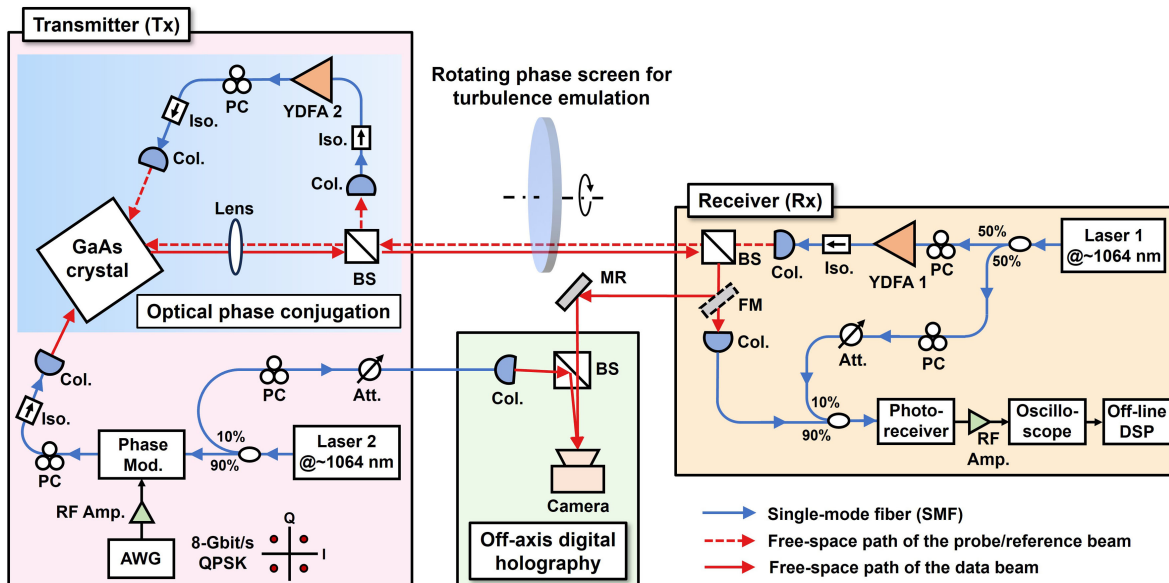 Transmitter (Tx)
PC
YDFA 2
Iso.
Iso.
Col.
Col.
Lens
GaAs
crystal
BS
Optical phase conjugation
Col.
Iso.
PC
PC
Att.
10%
90%
Laser 2
@~1064 nm
Phase
Mod.
RF Amp.
AWG
8-Gbit/s
QPSK
Q
I
Rotating phase screen for
turbulence emulation
MR
BS
Col.
Camera
Off-axis digital
holography
Receiver (Rx)
BS
Col.
Iso.
YDFA 1
PC
50%
50%
Laser 1
@~1064 nm
FM
Col.
Att.
PC
10%
90%
Photo-
receiver
RF
Amp.
Oscillo-
scope
Off-line
DSP
Single-mode fiber (SMF)
Free-space path of the probe/reference beam
Free-space path of the data beam